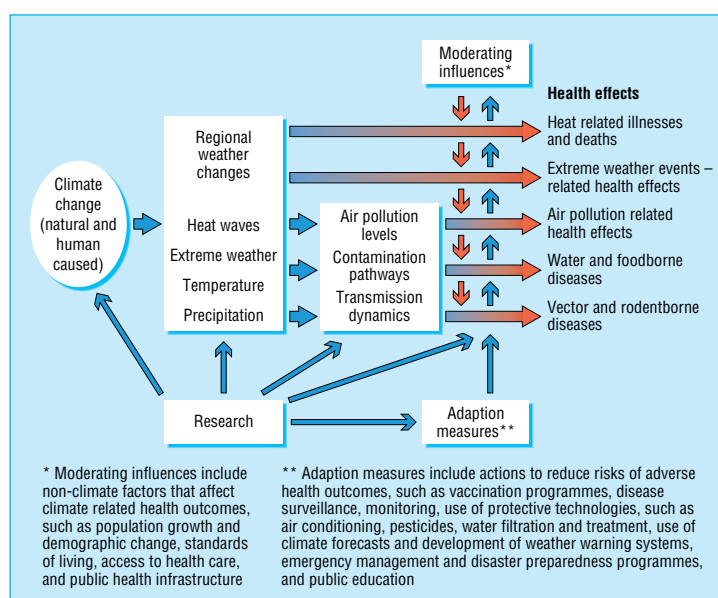 Moderating
influences*
Health effects
Heat related illnesses
and deaths
Extreme weather events –
related health effects
Air pollution related
health effects
Water and foodborne
diseases
Vector and rodentborne
diseases
Climate
change
(natural and
human
caused)
Regional
weather
changes
Heat waves
Extreme weather
Temperature
Precipitation
Air pollution
levels
Contamination
pathways
Transmission
dynamics
Research
Adaption
measures**
* Moderating influences include
non-climate factors that affect
climate related health outcomes,
such as population growth and
demographic change, standards
of living, access to health care,
and public health infrastructure
** Adaption measures include actions to reduce risks of adverse
health outcomes, such as vaccination programmes, disease
surveillance, monitoring, use of protective technologies, such as
air conditioning, pesticides, water filtration and treatment, use of
climate forecasts and development of weather warning systems,
emergency management and disaster preparedness programmes,
and public education